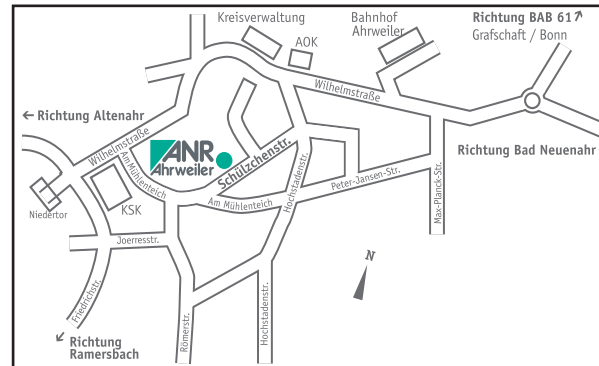 Kreisverwaltung
AOK
Bahnhof
Ahrweiler
Richtung BAB 61
Grafschaft / Bonn
Wilhelmstraße
Richtung Altenahr
Wilhelmstraße
Am Mühlenteich
ANR
Ahrweiler
Schützchenstr.
Richtung Bad Neuenahr
Niedertor
KSK
Am Mühlenteich
Hochstadenstr.
Peter-Jansen-Str.
Max-Planck-Str.
Joerresstr.
Friedrichstr.
N
Römerstr.
Hochstadenstr.
Richtung
Ramersbach